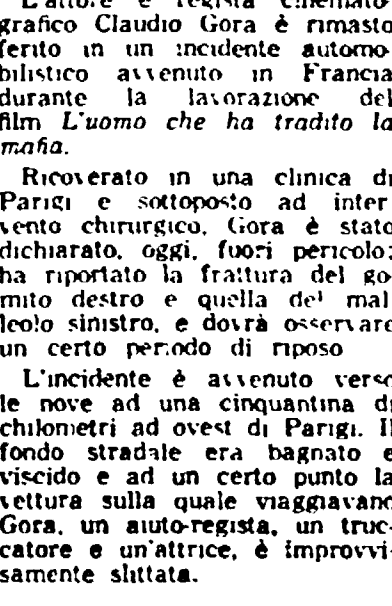 L'attore e regista cinemato-
grafico Claudio Gora è rimasto
ferito in un incidente automo-
bilistico avvenuto in Francia
durante la lavorazione del
film L'uomo che ha tradito la
mafia.
Ricoverato in una clinica di
Parigi e sottoposto ad inter-
vento chirurgico, Gora è stato
dichiarato, oggi, fuori pericolo;
ha riportato la frattura del go-
mito destro e quella del mal-
leolo sinistro, e dovrà osservare
un certo periodo di riposo
L'incidente è avvenuto verso
le nove ad una cinquantina di
chilometri ad ovest di Parigi. Il
fondo stradale era bagnato e
viscido e ad un certo punto la
vettura sulla quale viaggiavano
Gora, un aiuto-regista, un truc-
catore e un'attrice, è improvvi-
samente slittata.